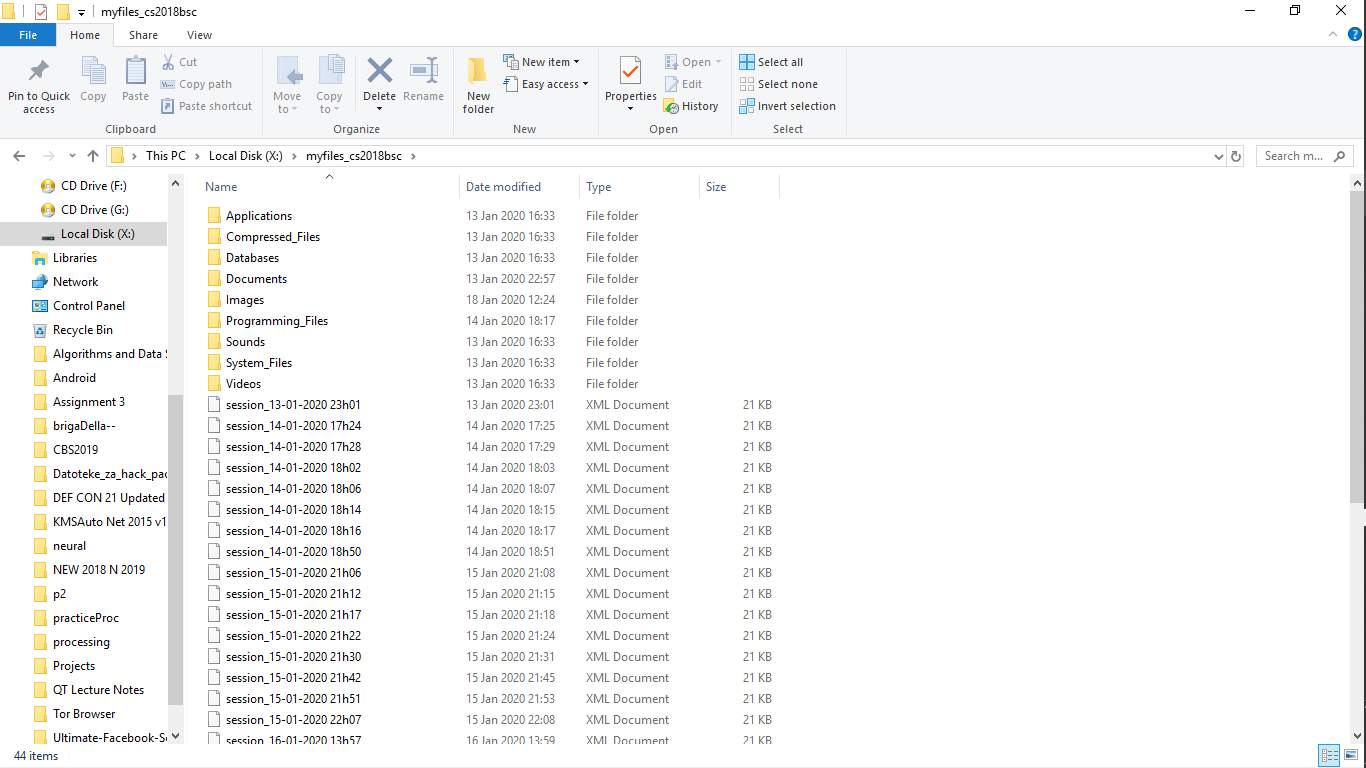 myfiles_cs2018bsc
File Home Share View
Pin to Quick access
Copy
Paste
Cut
Copy path
Paste shortcut
Clipboard
Move to
Copy to
Delete
Rename
Organize
New folder
New item
Easy access
New
Properties
Open
Edit
History
Open
Select all
Select none
Invert selection
Select
This PC > Local Disk (X:) > myfiles_cs2018bsc >
Search m...
CD Drive (F:)
CD Drive (G:)
Local Disk (X:)
Libraries
Network
Control Panel
Recycle Bin
Algorithms and Data S
Android
Assignment 3
brigaDella--
CBS2019
Datoteke_za_hack_pac
DEF CON 21 Updated
KMSAuto Net 2015 v1
neural
NEW 2018 N 2019
p2
practiceProc
processing
Projects
QT Lecture Notes
Tor Browser
Ultimate-Facebook-Sc
Name Date modified Type Size
Applications 13 Jan 2020 16:33 File folder
Compressed_Files 13 Jan 2020 16:33 File folder
Databases 13 Jan 2020 16:33 File folder
Documents 13 Jan 2020 22:57 File folder
Images 18 Jan 2020 12:24 File folder
Programming_Files 14 Jan 2020 18:17 File folder
Sounds 13 Jan 2020 16:33 File folder
System_Files 13 Jan 2020 16:33 File folder
Videos 13 Jan 2020 16:33 File folder
session_13-01-2020 23h01 13 Jan 2020 23:01 XML Document 21 KB
session_14-01-2020 17h24 14 Jan 2020 17:25 XML Document 21 KB
session_14-01-2020 17h28 14 Jan 2020 17:29 XML Document 21 KB
session_14-01-2020 18h02 14 Jan 2020 18:03 XML Document 21 KB
session_14-01-2020 18h06 14 Jan 2020 18:07 XML Document 21 KB
session_14-01-2020 18h14 14 Jan 2020 18:15 XML Document 21 KB
session_14-01-2020 18h16 14 Jan 2020 18:17 XML Document 21 KB
session_14-01-2020 18h50 14 Jan 2020 18:51 XML Document 21 KB
session_15-01-2020 21h06 15 Jan 2020 21:08 XML Document 21 KB
session_15-01-2020 21h12 15 Jan 2020 21:15 XML Document 21 KB
session_15-01-2020 21h17 15 Jan 2020 21:18 XML Document 21 KB
session_15-01-2020 21h22 15 Jan 2020 21:24 XML Document 21 KB
session_15-01-2020 21h30 15 Jan 2020 21:31 XML Document 21 KB
session_15-01-2020 21h42 15 Jan 2020 21:45 XML Document 21 KB
session_15-01-2020 21h51 15 Jan 2020 21:53 XML Document 21 KB
session_15-01-2020 22h07 15 Jan 2020 22:08 XML Document 21 KB
session_16-01-2020 13h57 16 Jan 2020 13:59 XML Document 21 KB
44 items